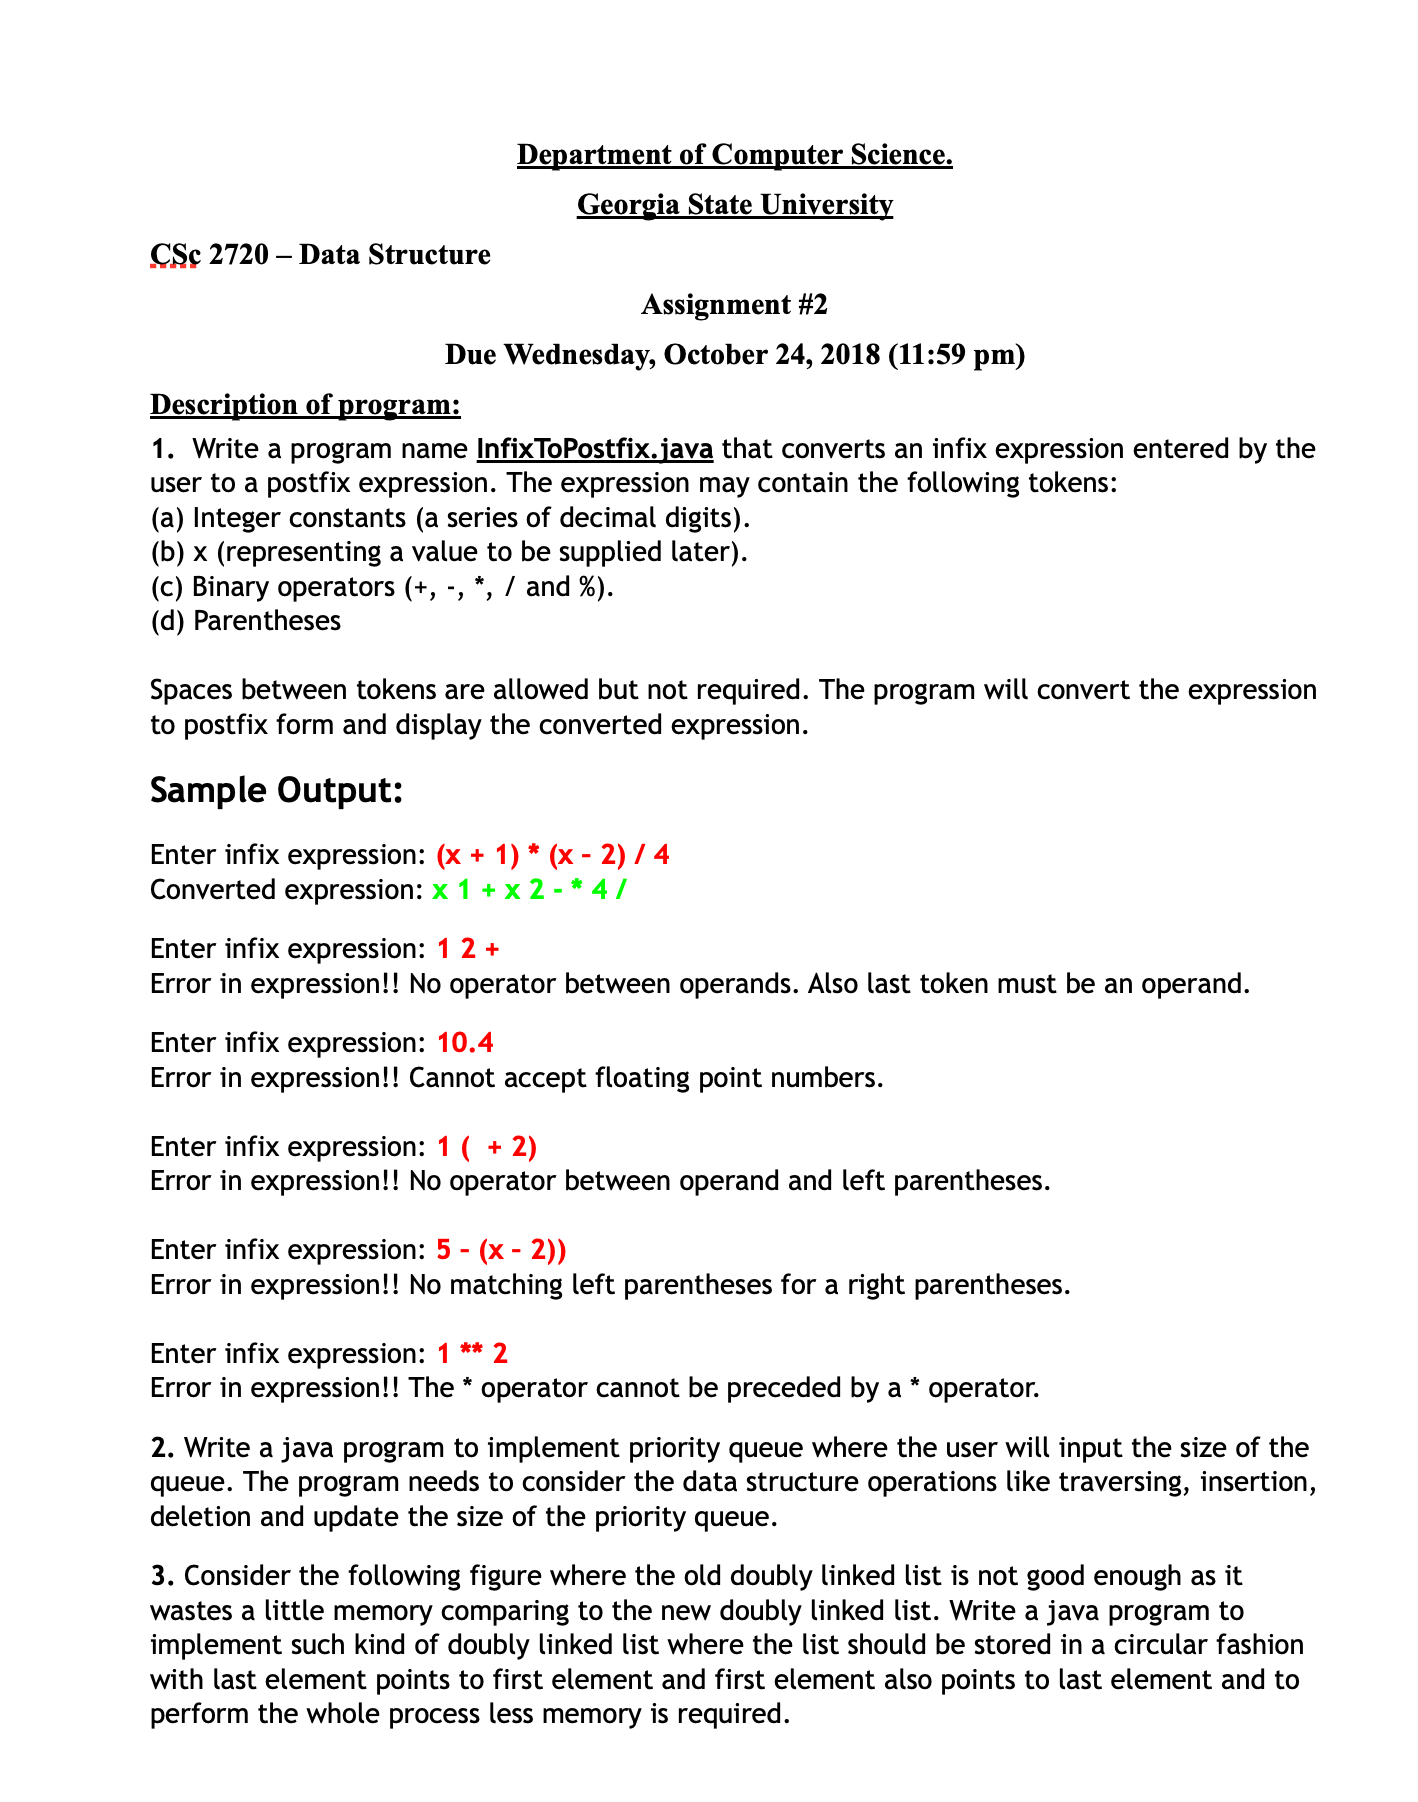 Department of Computer Science.
Georgia State University
CSc 2720 – Data Structure
Assignment #2
Due Wednesday, October 24, 2018 (11:59 pm)
Description of program:
1. Write a program name InfixToPostfix.java that converts an infix expression entered by the
user to a postfix expression. The expression may contain the following tokens:
(a) Integer constants (a series of decimal digits).
(b) x (representing a value to be supplied later).
(c) Binary operators (+, -, *, / and %).
(d) Parentheses
Spaces between tokens are allowed but not required. The program will convert the expression
to postfix form and display the converted expression.
Sample Output:
Enter infix expression: (x + 1) * (x – 2) / 4
Converted expression: x 1 + x 2 - * 4 /
Enter infix expression: 1 2 +
Error in expression!! No operator between operands. Also last token must be an operand.
Enter infix expression: 10.4
Error in expression!! Cannot accept floating point numbers.
Enter infix expression: 1 ( + 2)
Error in expression!! No operator between operand and left parentheses.
Enter infix expression: 5 – (x – 2))
Error in expression!! No matching left parentheses for a right parentheses.
Enter infix expression: 1 ** 2
Error in expression!! The * operator cannot be preceded by a * operator.
2. Write a java program to implement priority queue where the user will input the size of the
queue. The program needs to consider the data structure operations like traversing, insertion,
deletion and update the size of the priority queue.
3. Consider the following figure where the old doubly linked list is not good enough as it
wastes a little memory comparing to the new doubly linked list. Write a java program to
implement such kind of doubly linked list where the list should be stored in a circular fashion
with last element points to first element and first element also points to last element and to
perform the whole process less memory is required.